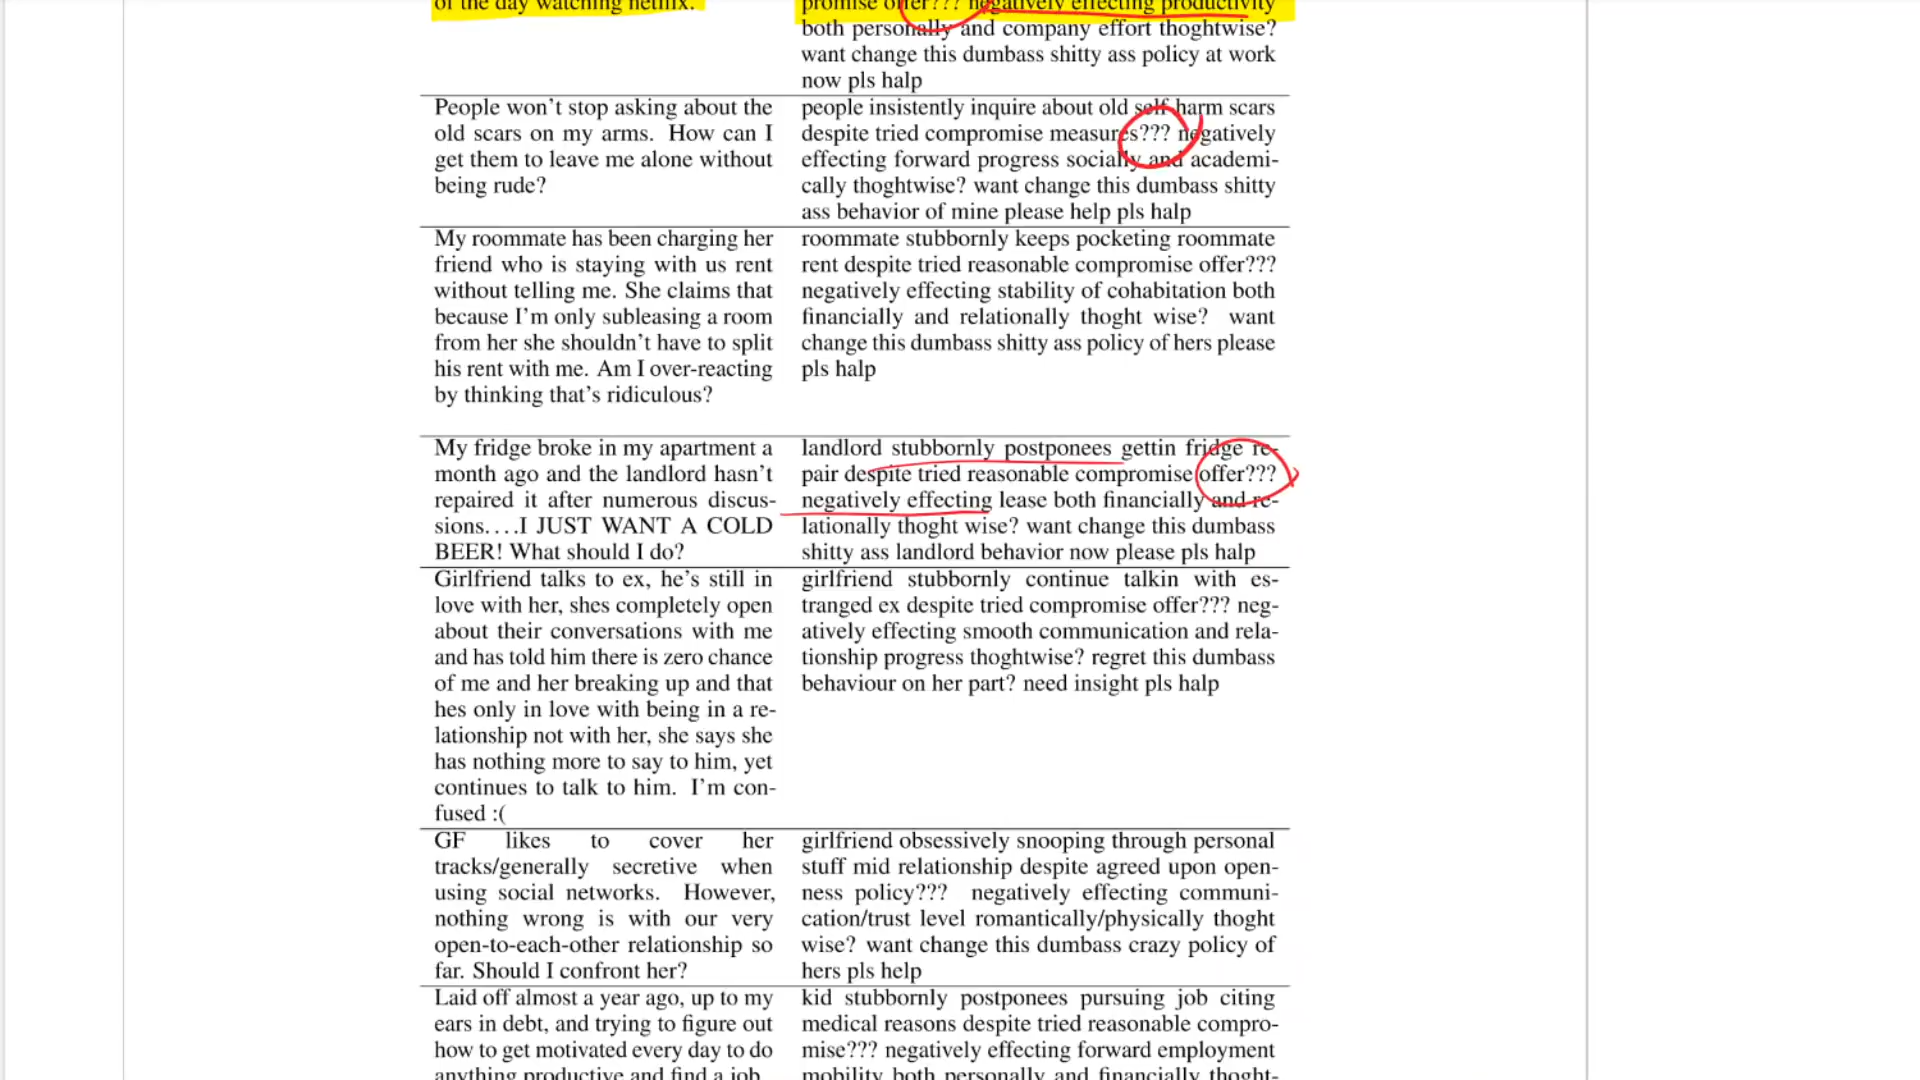 of the day watching netflix.
promise offer??? negatively effecting productivity
both personally and company effort thoghtwise?
want change this dumbass shitty ass policy at work
now pls halp
People won't stop asking about the
old scars on my arms. How can I
get them to leave me alone without
being rude?
people insistently inquire about old self-harm scars
despite tried compromise measures??? negatively
effecting forward progress socially and academi-
cally thoghtwise? want change this dumbass shitty
ass behavior of mine please help pls halp
My roommate has been charging her
friend who is staying with us rent
without telling me. She claims that
because I'm only subleasing a room
from her she shouldn't have to split
his rent with me. Am I over-reacting
by thinking that's ridiculous?
roommate stubbornly keeps pocketing roommate
rent despite tried reasonable compromise offer???
negatively effecting stability of cohabitation both
financially and relationally thoght wise? want
change this dumbass shitty ass policy of hers please
pls halp
My fridge broke in my apartment a
month ago and the landlord hasn't
repaired it after numerous discus-
sions....I JUST WANT A COLD
BEER! What should I do?
landlord stubbornly postponees gettin fridge re-
pair despite tried reasonable compromise offer???
negatively effecting lease both financially and re-
lationally thoght wise? want change this dumbass
shitty ass landlord behavior now please pls halp
Girlfriend talks to ex, he's still in
love with her, shes completely open
about their conversations with me
and has told him there is zero chance
of me and her breaking up and that
hes only in love with being in a re-
lationship not with her, she says she
has nothing more to say to him, yet
continues to talk to him. I'm con-
fused :(
girlfriend stubbornly continue talkin with es-
tranged ex despite tried compromise offer??? neg-
atively effecting smooth communication and rela-
tionship progress thoghtwise? regret this dumbass
behaviour on her part? need insight pls halp
GF likes to cover her
tracks/generally secretive when
using social networks. However,
nothing wrong is with our very
open-to-each-other relationship so
far. Should I confront her?
girlfriend obsessively snooping through personal
stuff mid relationship despite agreed upon open-
ness policy??? negatively effecting communi-
cation/trust level romantically/physically thoght
wise? want change this dumbass crazy policy of
hers pls help
Laid off almost a year ago, up to my
ears in debt, and trying to figure out
how to get motivated every day to do
anything productive and find a job.
kid stubbornly postponees pursuing job citing
medical reasons despite tried reasonable compro-
mise??? negatively effecting forward employment
mobility both personally and financially thoght-